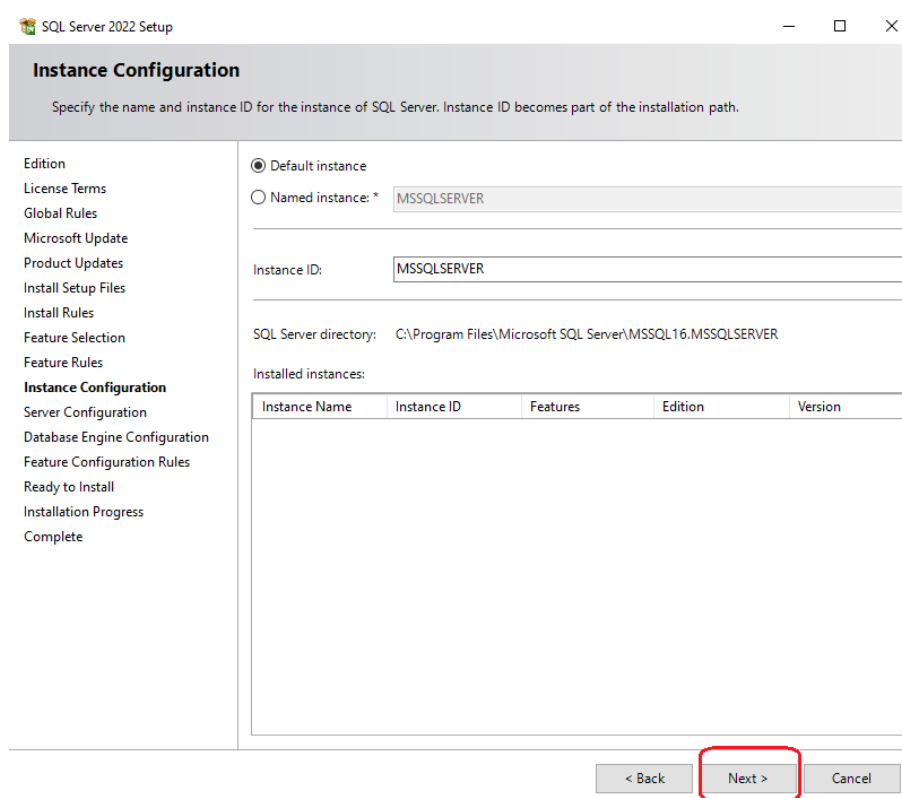 SQL Server 2022 Setup
Instance Configuration
Specify the name and instance ID for the instance of SQL Server. Instance ID becomes part of the installation path.
Edition
License Terms
Global Rules
Microsoft Update
Product Updates
Install Setup Files
Install Rules
Feature Selection
Feature Rules
Instance Configuration
Server Configuration
Database Engine Configuration
Feature Configuration Rules
Ready to Install
Installation Progress
Complete
Default instance
Named instance: * MSSQLSERVER
Instance ID: MSSQLSERVER
SQL Server directory: C:\Program Files\Microsoft SQL Server\MSSQL16.MSSQLSERVER
Installed instances:
Instance Name Instance ID Features Edition Version
< Back Next > Cancel